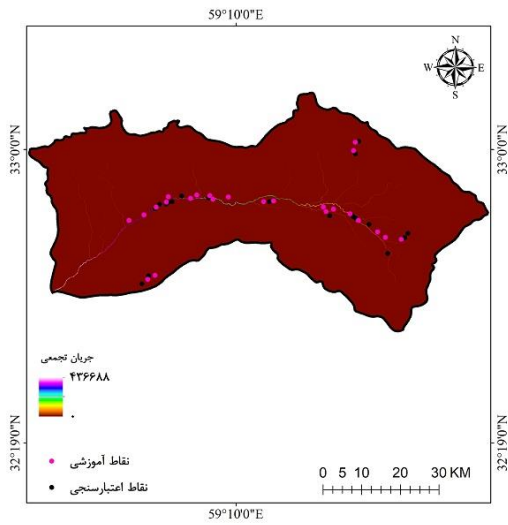 59°10'0"E
N
W E
S
33°0'0"N
33°0'0"N
جریان تجمعی
۴۳۶۶۸۸
۰
نقاط آموزشی
نقاط اعتبارسنجی
0 5 10 20 30 KM
32°19'0"N
32°19'0"N
59°10'0"E